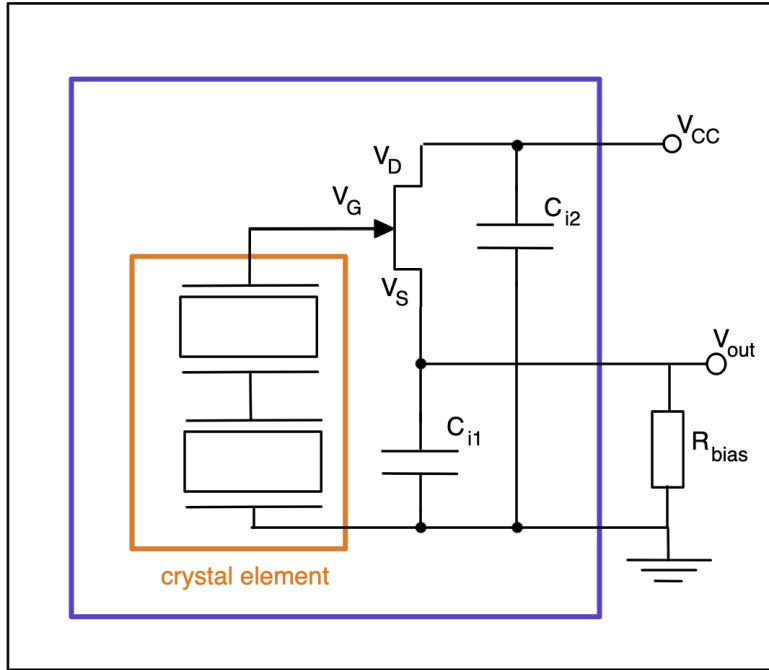 V_CC
V_D
V_G
C_i2
V_S
V_out
C_i1
R_bias
crystal element